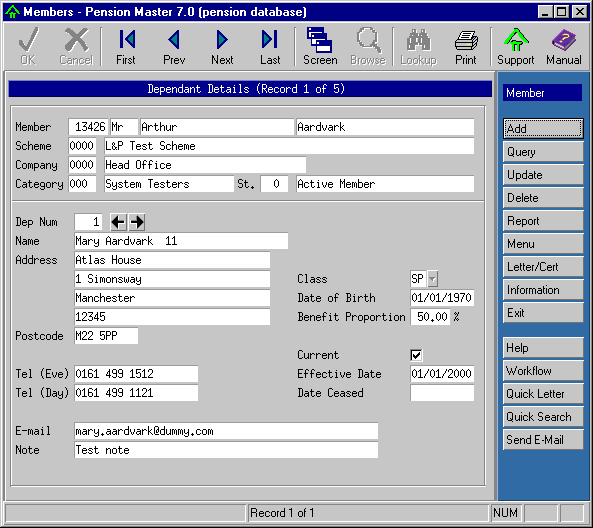 Members - Pension Master 7.0 (pension database)
OK Cancel First Prev Next Last Screen Browse Lookup Print Support Manual
Dependant Details (Record 1 of 5)
Member 13426 Mr Arthur Aardvark
Scheme 0000 L&P Test Scheme
Company 0000 Head Office
Category 000 System Testers St. 0 Active Member
Dep Num 1
Name Mary Aardvark 11
Address Atlas House
1 Simonsway Class SP
Manchester Date of Birth 01/01/1970
12345 Benefit Proportion 50.00 %
Postcode M22 5PP
Current
Tel (Eve) 0161 499 1512 Effective Date 01/01/2000
Tel (Day) 0161 499 1121 Date Ceased
E-mail mary.aardvark@dummy.com
Note Test note
Member
Add
Query
Update
Delete
Report
Menu
Letter/Cert
Information
Exit
Help
Workflow
Quick Letter
Quick Search
Send E-Mail
Record 1 of 1 NUM